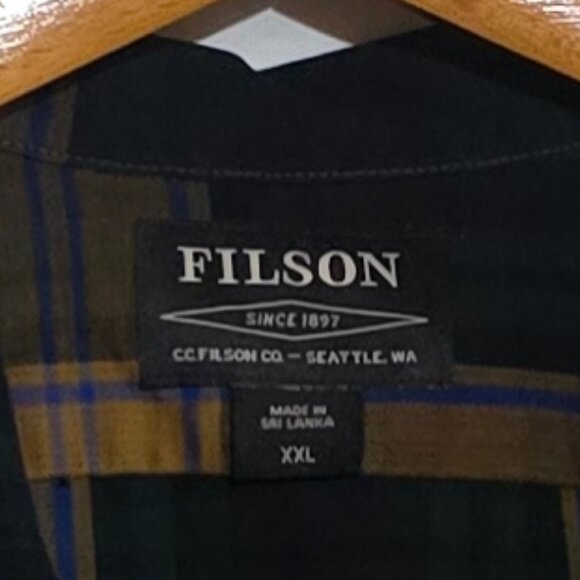 FILSON
SINCE 1897
C.C. FILSON CO. — SEATTLE, WA
MADE IN
SRI LANKA
XXL